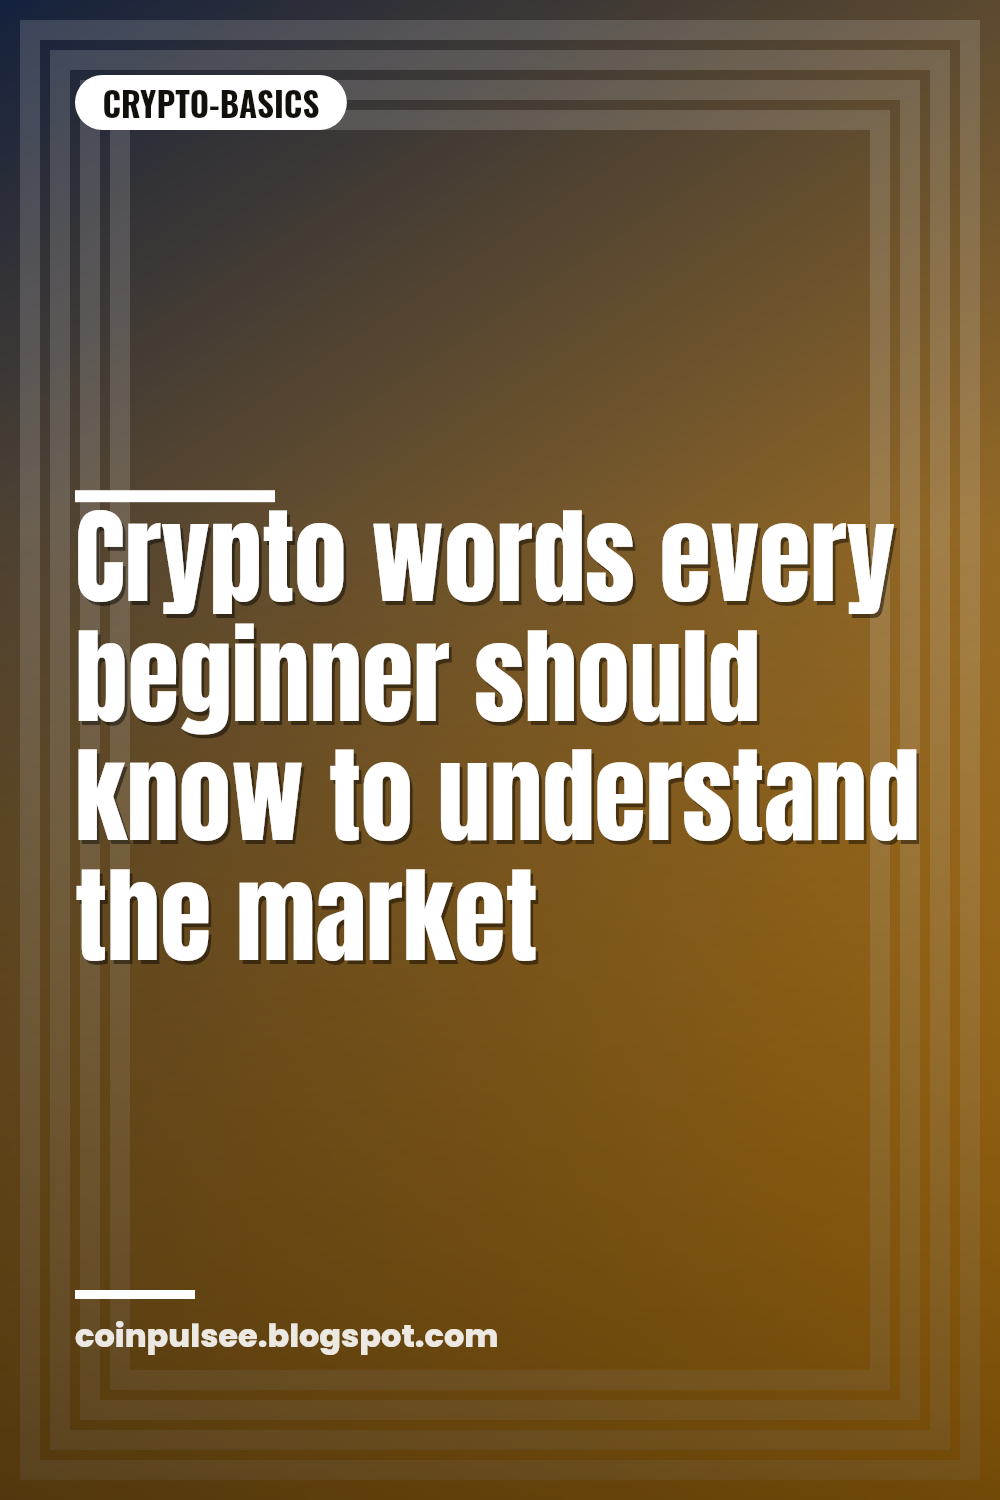 CRYPTO-BASICS
Crypto words every
beginner should
know to understand
the market
coinpulsee.blogspot.com